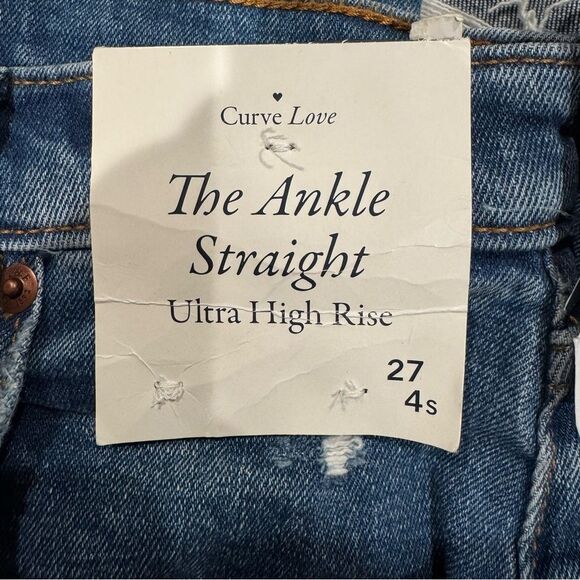 Curve Love
The Ankle
Straight
Ultra High Rise
27
4s